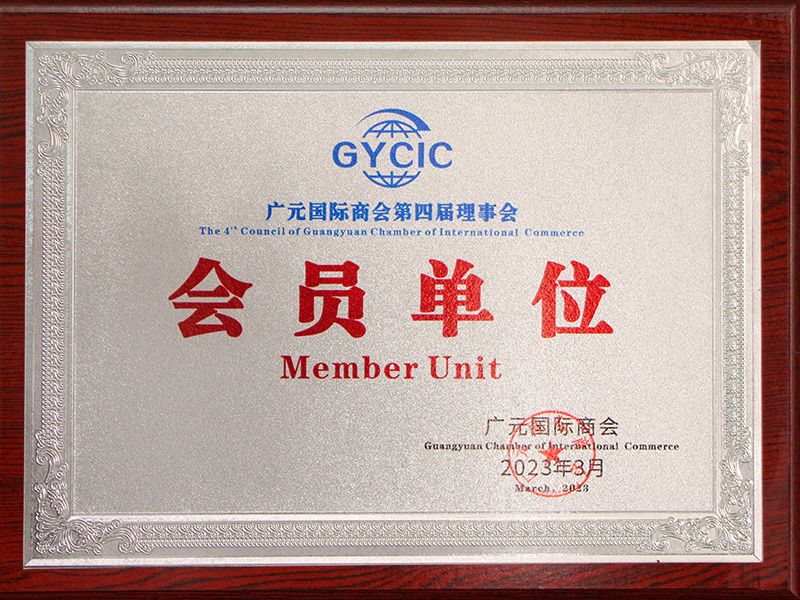 GYCIC
广元国际商会第四届理事会
The 4th Council of Guangyuan Chamber of International Commerce
会员单位
Member Unit
广元国际商会
Guangyuan Chamber of International Commerce
2023年3月
March, 2023